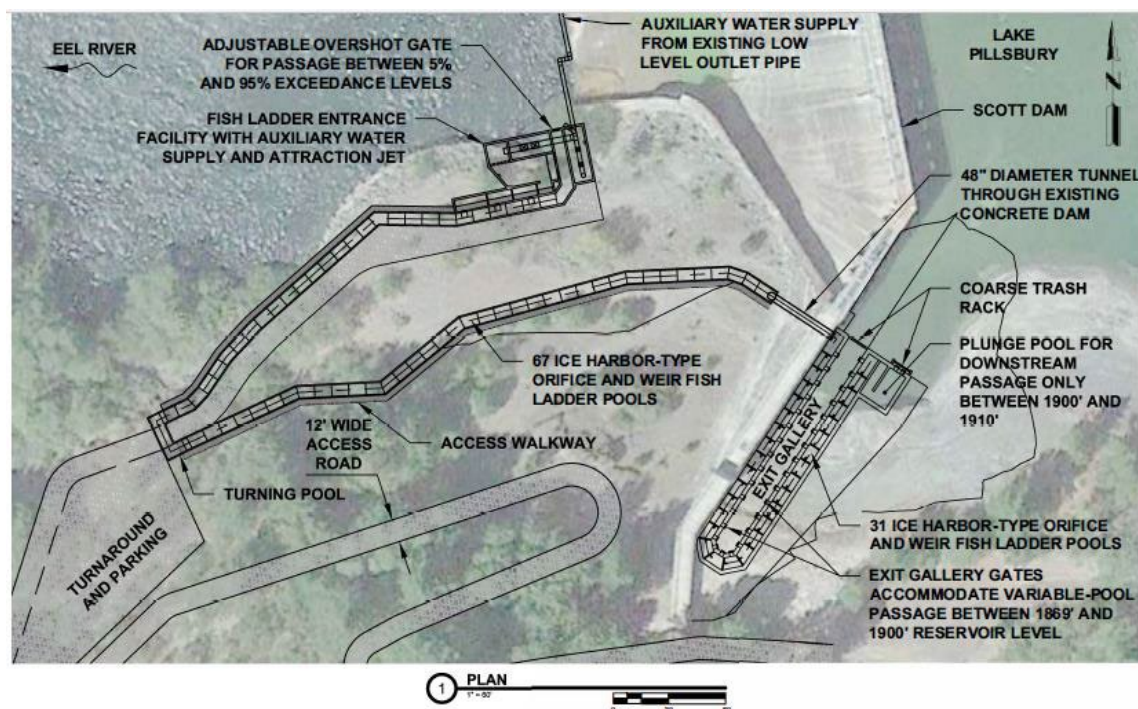 EEL RIVER
ADJUSTABLE OVERSHOT GATE
FOR PASSAGE BETWEEN 5%
AND 95% EXCEEDANCE LEVELS
FISH LADDER ENTRANCE
FACILITY WITH AUXILIARY WATER
SUPPLY AND ATTRACTION JET
AUXILIARY WATER SUPPLY
FROM EXISTING LOW
LEVEL OUTLET PIPE
LAKE
PILLSBURY
N
SCOTT DAM
48" DIAMETER TUNNEL
THROUGH EXISTING
CONCRETE DAM
COARSE TRASH
RACK
PLUNGE POOL FOR
DOWNSTREAM
PASSAGE ONLY
BETWEEN 1900' AND
1910'
67 ICE HARBOR-TYPE
ORIFICE AND WEIR FISH
LADDER POOLS
EXIT GALLERY
12' WIDE
ACCESS
ROAD
ACCESS WALKWAY
TURNING POOL
TURNAROUND
AND PARKING
31 ICE HARBOR-TYPE ORIFICE
AND WEIR FISH LADDER POOLS
EXIT GALLERY GATES
ACCOMMODATE VARIABLE-POOL
PASSAGE BETWEEN 1869' AND
1900' RESERVOIR LEVEL
1 PLAN